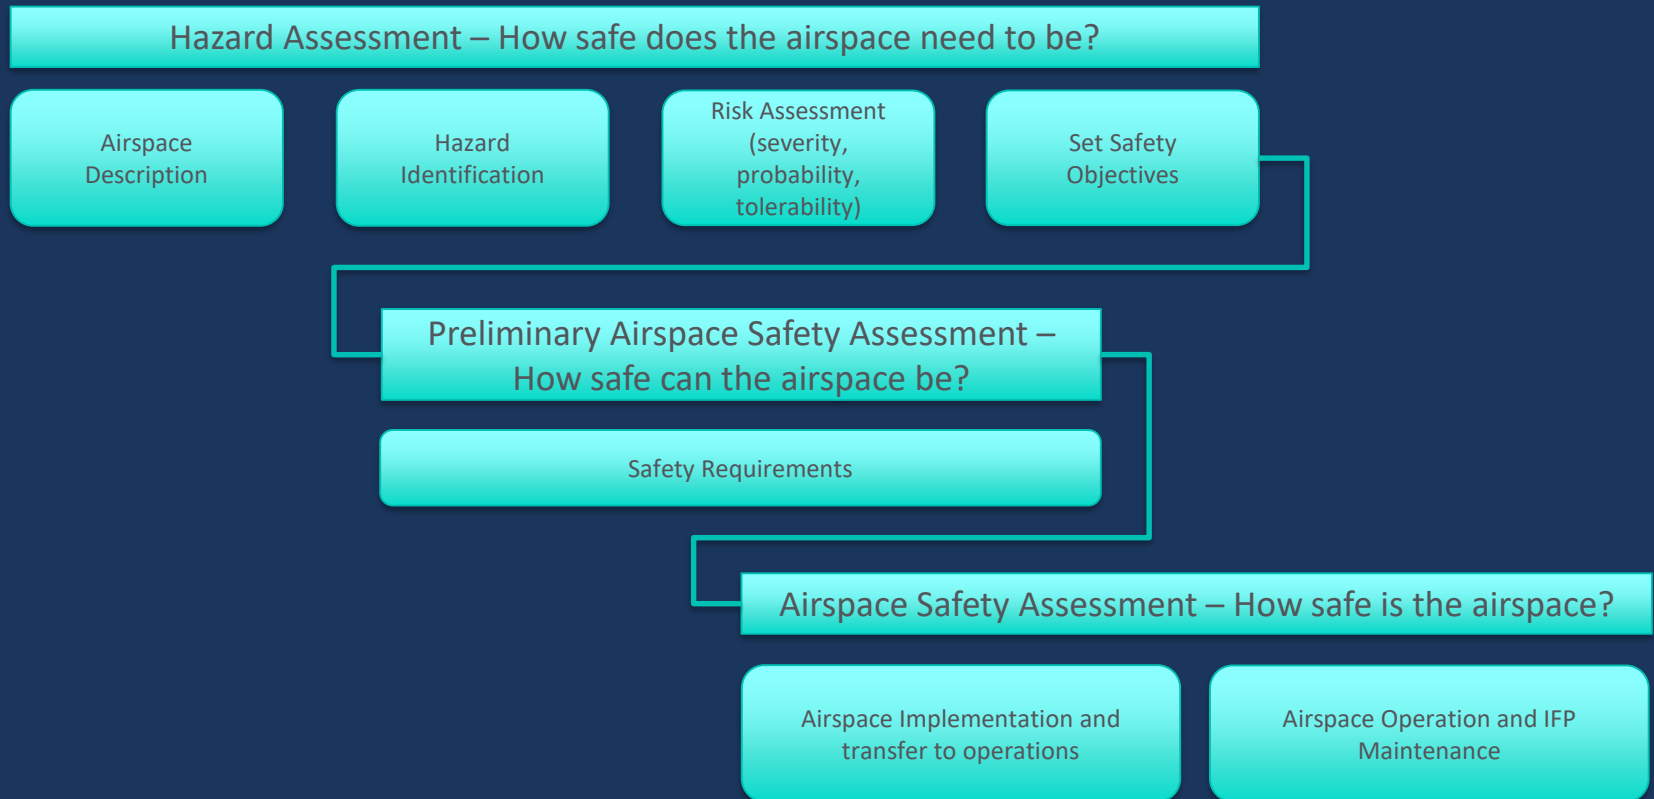 Hazard Assessment – How safe does the airspace need to be?
Airspace
Description
Hazard
Identification
Risk Assessment
(severity,
probability,
tolerability)
Set Safety
Objectives
Preliminary Airspace Safety Assessment –
How safe can the airspace be?
Safety Requirements
Airspace Safety Assessment – How safe is the airspace?
Airspace Implementation and
transfer to operations
Airspace Operation and IFP
Maintenance